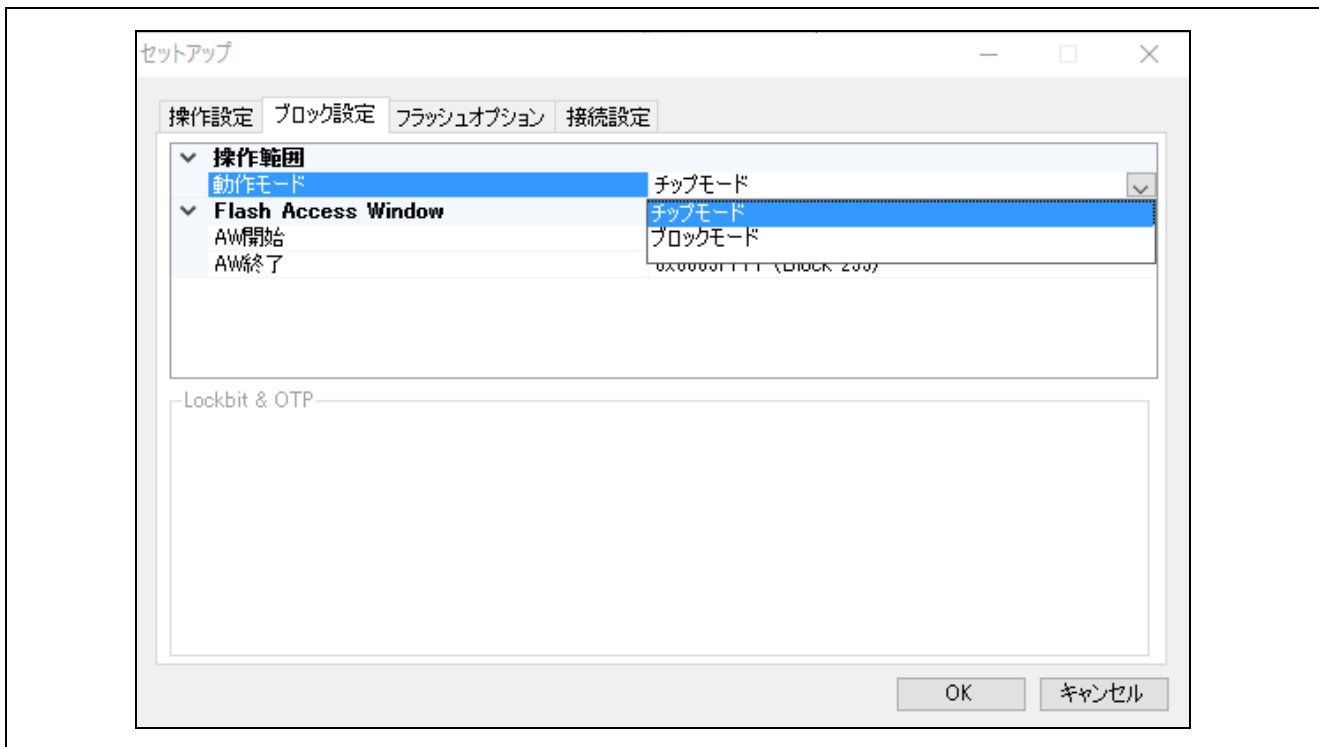 セットアップ
操作設定 ブロック設定 フラッシュオプション 接続設定
操作範囲
動作モード チップモード
Flash Access Window チップモード
AW開始 ブロックモード
AW終了
Lockbit & OTP
OK キャンセル